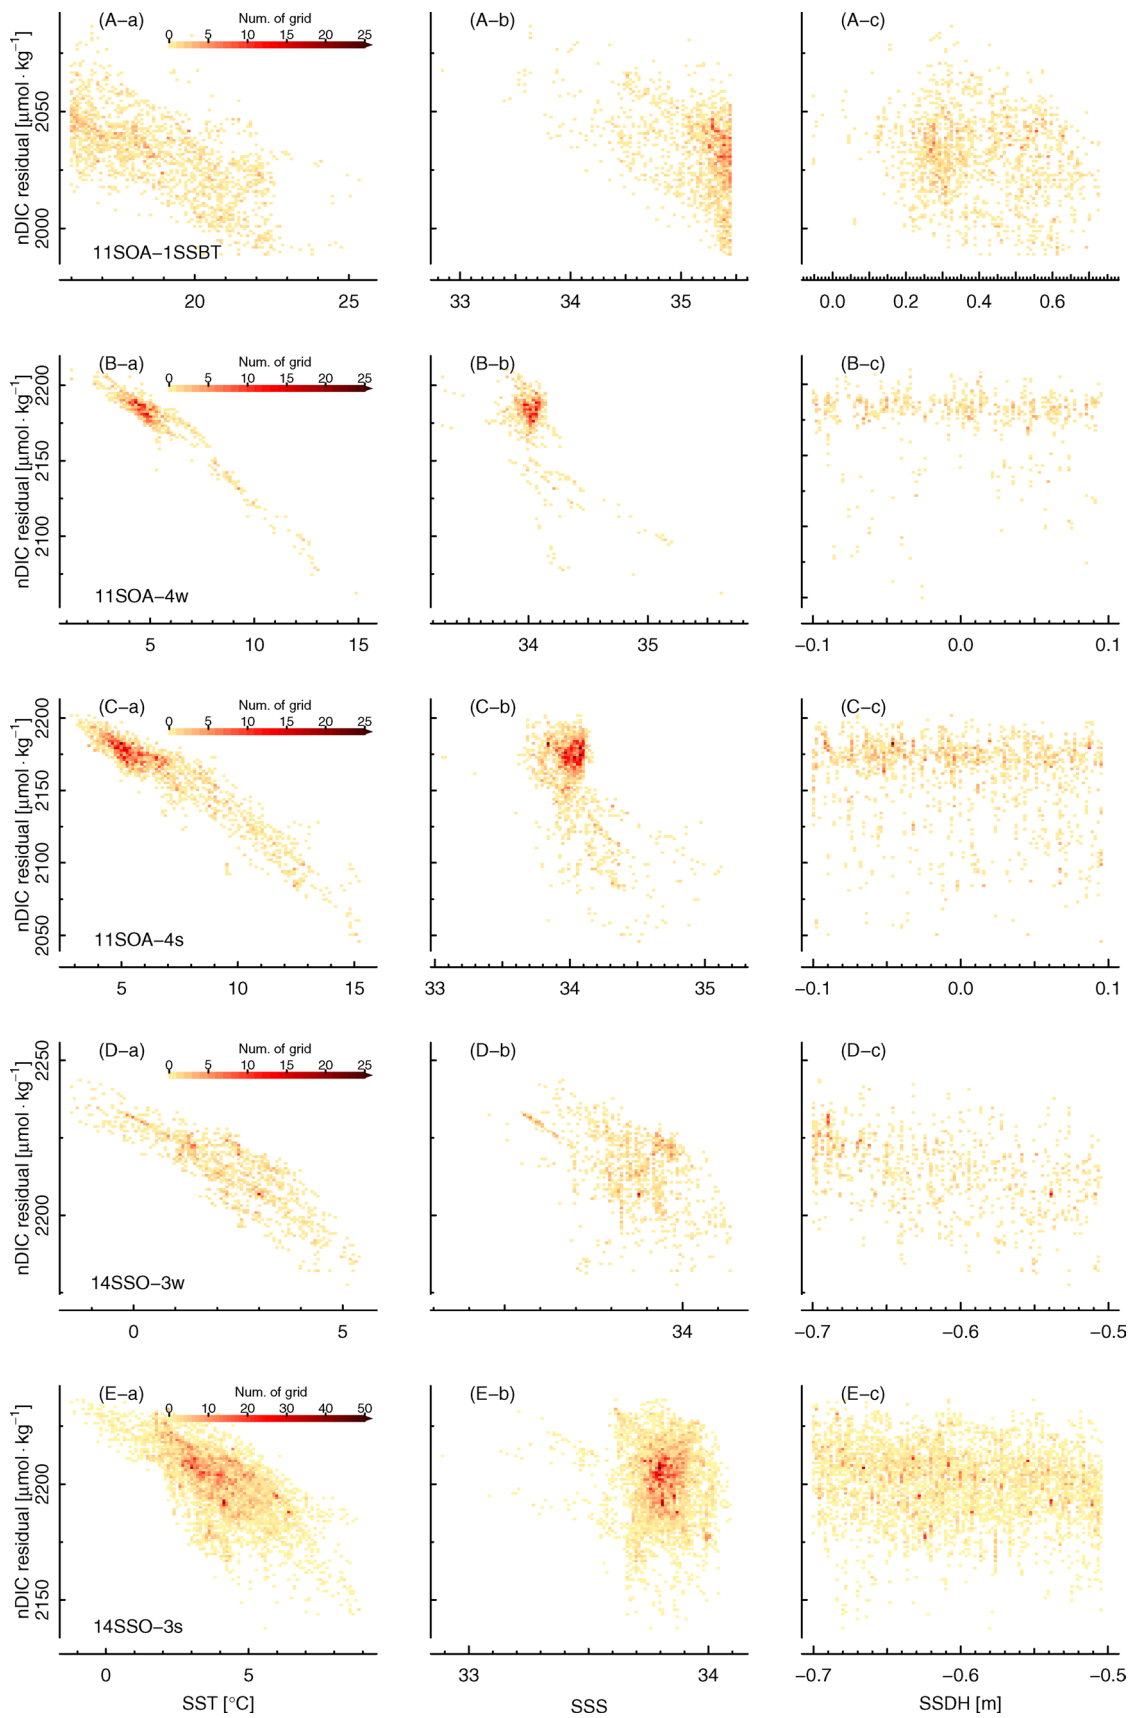 (A−a)
Num. of grid
0 5 10 15 20 25
(A−b)
(A−c)
nDIC residual [μmol · kg⁻¹]
2000 2050
11SOA−1SSBT
20 25
33 34 35
0.0 0.2 0.4 0.6
(B−a)
Num. of grid
0 5 10 15 20 25
(B−b)
(B−c)
nDIC residual [μmol · kg⁻¹]
2100 2150 2200
11SOA−4w
5 10 15
34 35
−0.1 0.0 0.1
(C−a)
Num. of grid
0 5 10 15 20 25
(C−b)
(C−c)
nDIC residual [μmol · kg⁻¹]
2050 2100 2150 2200
11SOA−4s
5 10 15
33 34 35
−0.1 0.0 0.1
(D−a)
Num. of grid
0 5 10 15 20 25
(D−b)
(D−c)
nDIC residual [μmol · kg⁻¹]
2200 2250
14SSO−3w
0 5
34
−0.7 −0.6 −0.5
(E−a)
Num. of grid
0 10 20 30 40 50
(E−b)
(E−c)
nDIC residual [μmol · kg⁻¹]
2150 2200
14SSO−3s
0 5
33 34
−0.7 −0.6 −0.5
SST [°C]
SSS
SSDH [m]